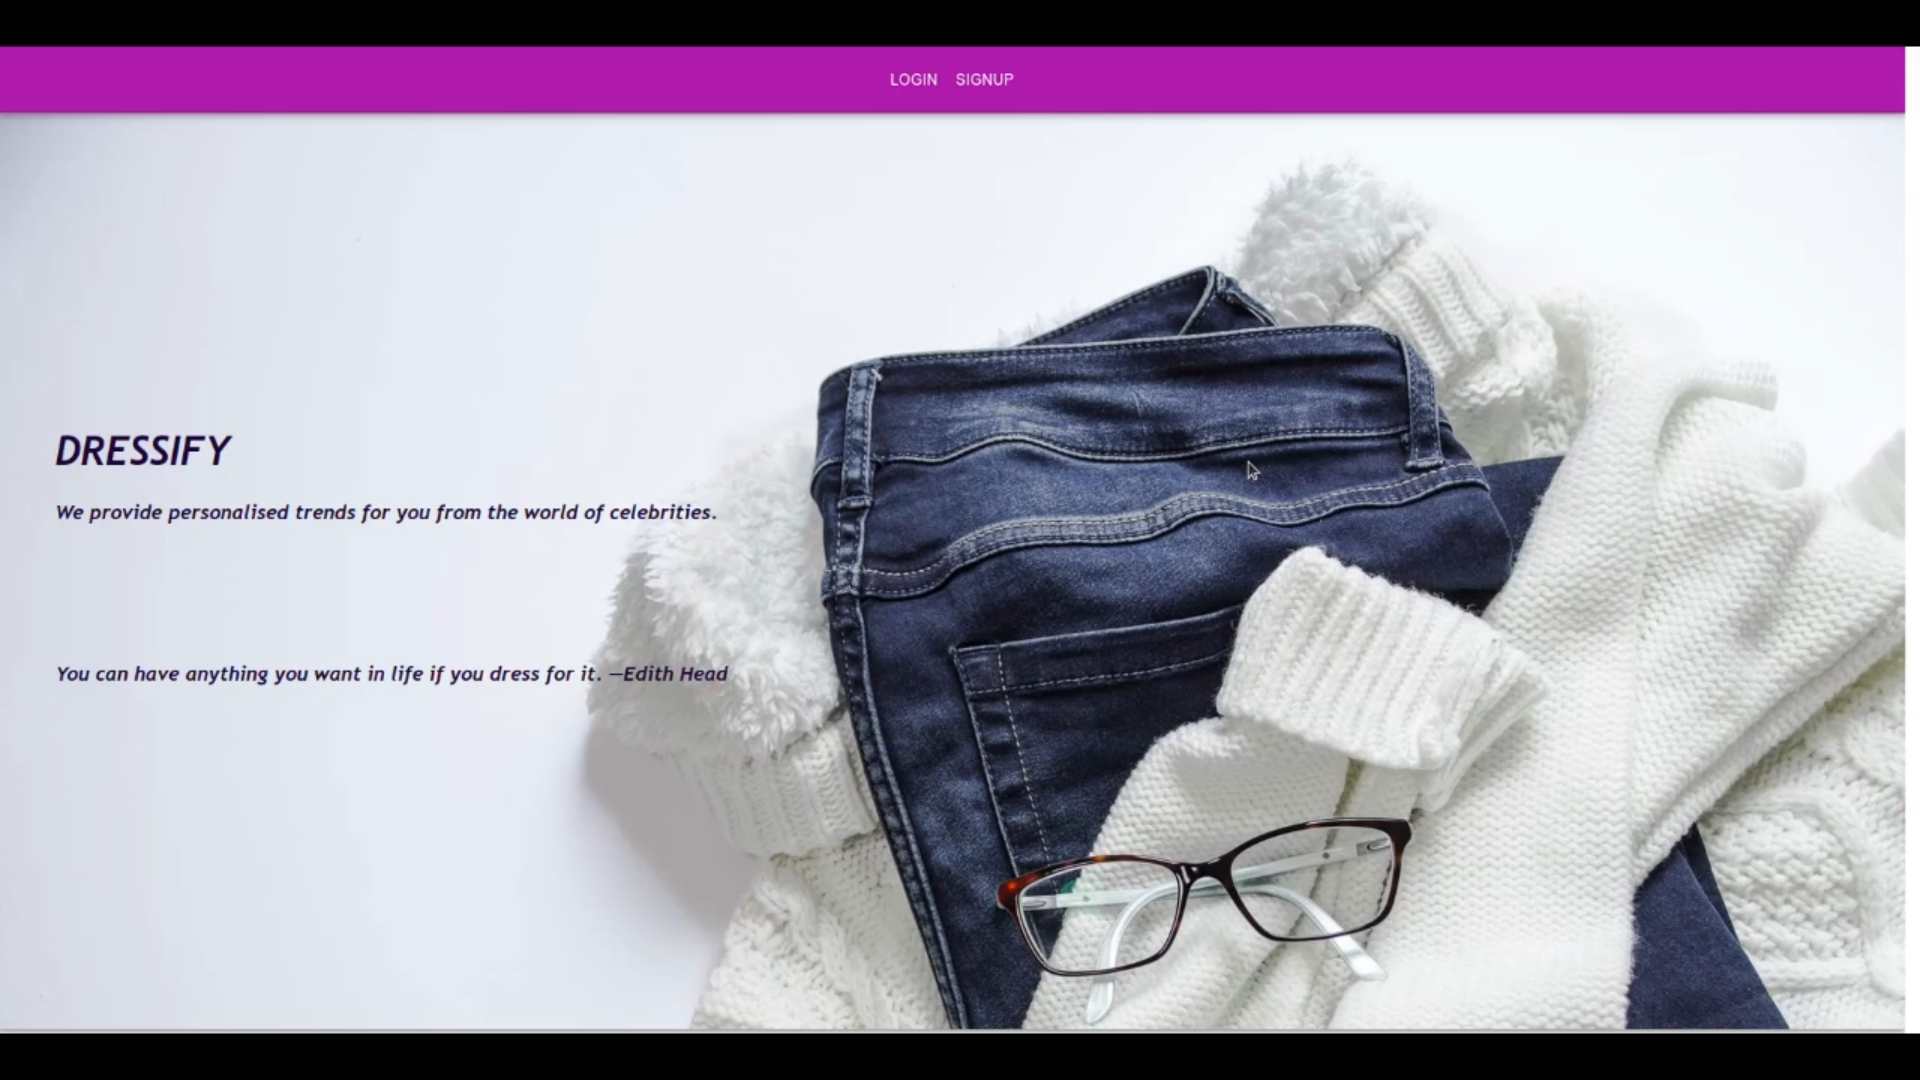 LOGIN SIGNUP
DRESSIFY
We provide personalised trends for you from the world of celebrities.
You can have anything you want in life if you dress for it. —Edith Head